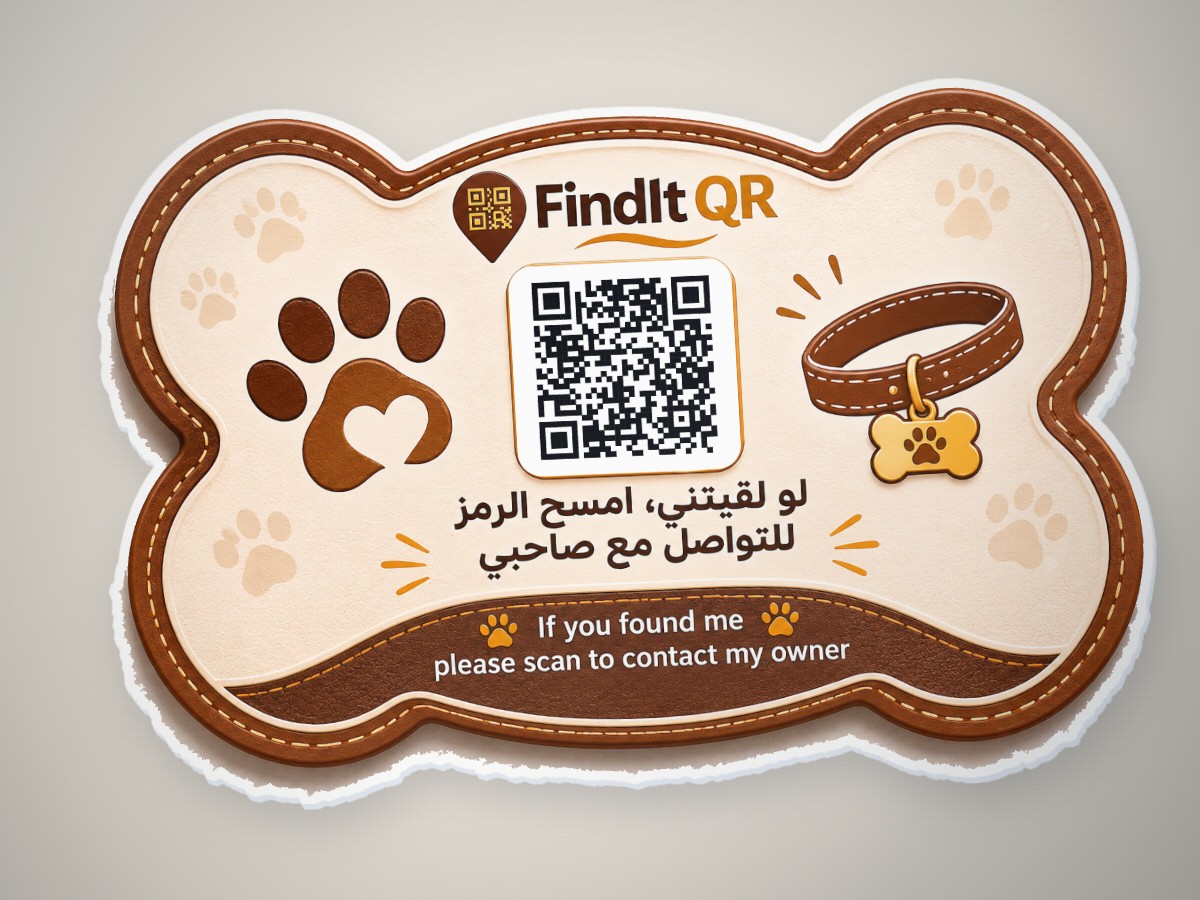 FindIt QR
لو لقيتني، امسح الرمز
للتواصل مع صاحبي
If you found me
please scan to contact my owner